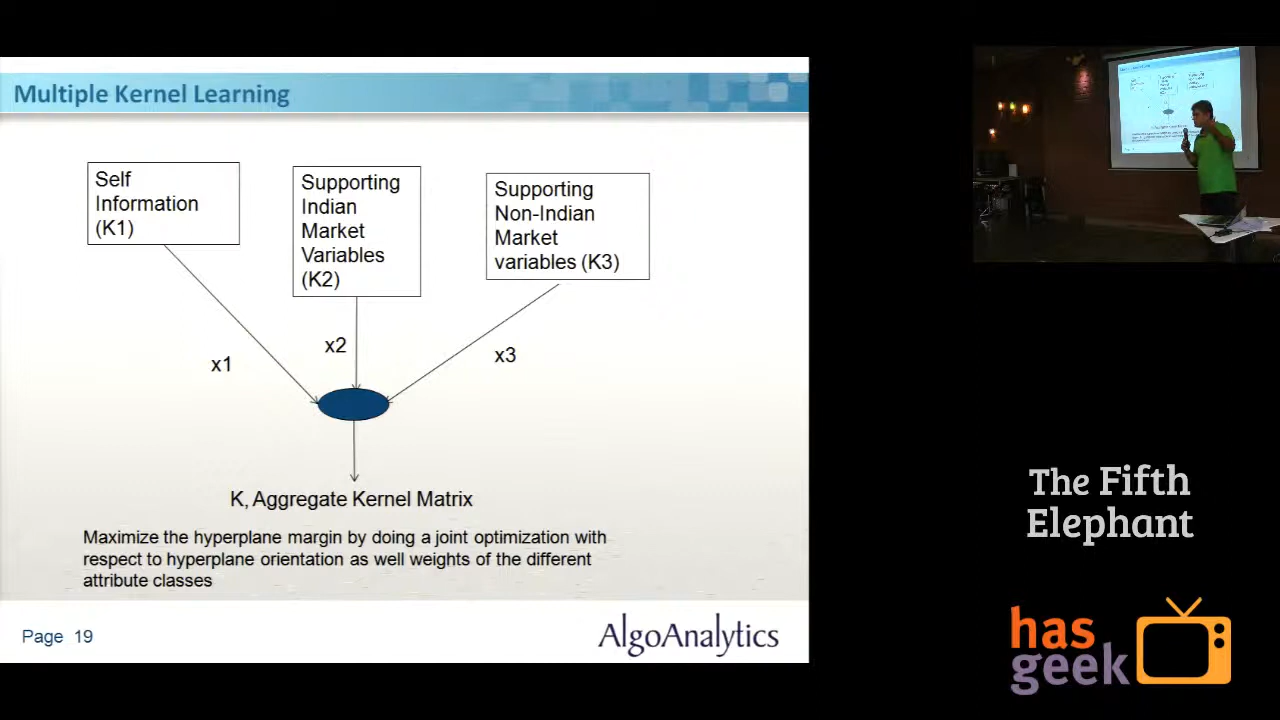 Multiple Kernel Learning
Self
Information
(K1)
Supporting
Indian
Market
Variables
(K2)
Supporting
Non-Indian
Market
variables (K3)
x1
x2
x3
K, Aggregate Kernel Matrix
Maximize the hyperplane margin by doing a joint optimization with
respect to hyperplane orientation as well weights of the different
attribute classes
Page 19
AlgoAnalytics
The Fifth
Elephant
has
geek